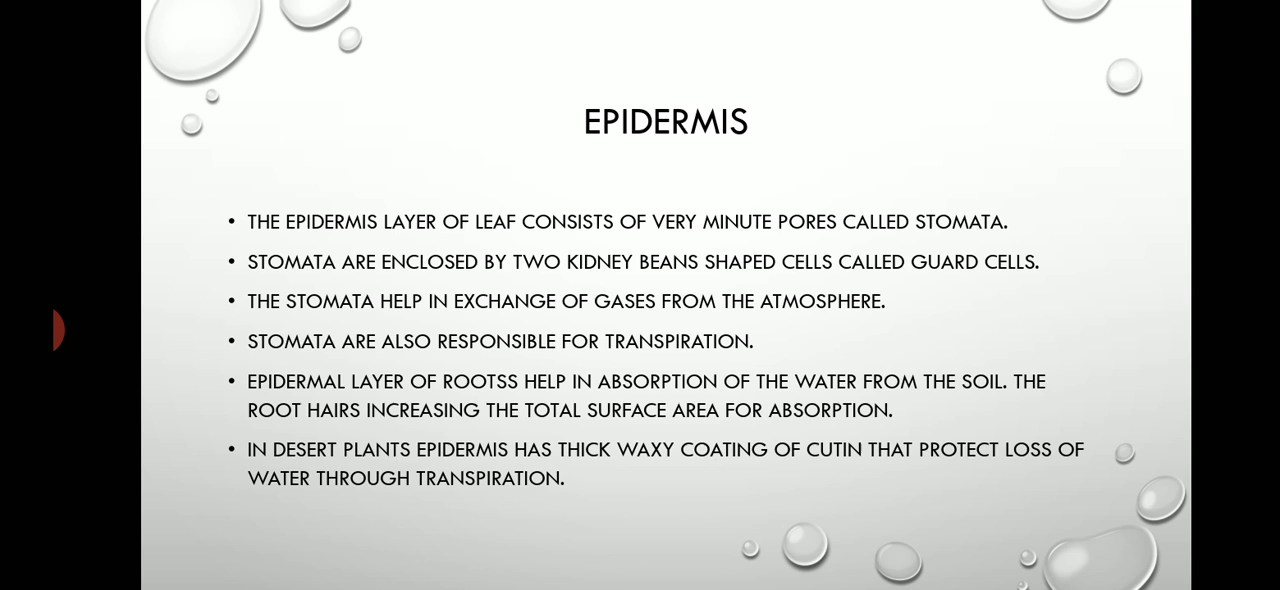 EPIDERMIS
• THE EPIDERMIS LAYER OF LEAF CONSISTS OF VERY MINUTE PORES CALLED STOMATA.
• STOMATA ARE ENCLOSED BY TWO KIDNEY BEANS SHAPED CELLS CALLED GUARD CELLS.
• THE STOMATA HELP IN EXCHANGE OF GASES FROM THE ATMOSPHERE.
• STOMATA ARE ALSO RESPONSIBLE FOR TRANSPIRATION.
• EPIDERMAL LAYER OF ROOTSS HELP IN ABSORPTION OF THE WATER FROM THE SOIL. THE
ROOT HAIRS INCREASING THE TOTAL SURFACE AREA FOR ABSORPTION.
• IN DESERT PLANTS EPIDERMIS HAS THICK WAXY COATING OF CUTIN THAT PROTECT LOSS OF
WATER THROUGH TRANSPIRATION.